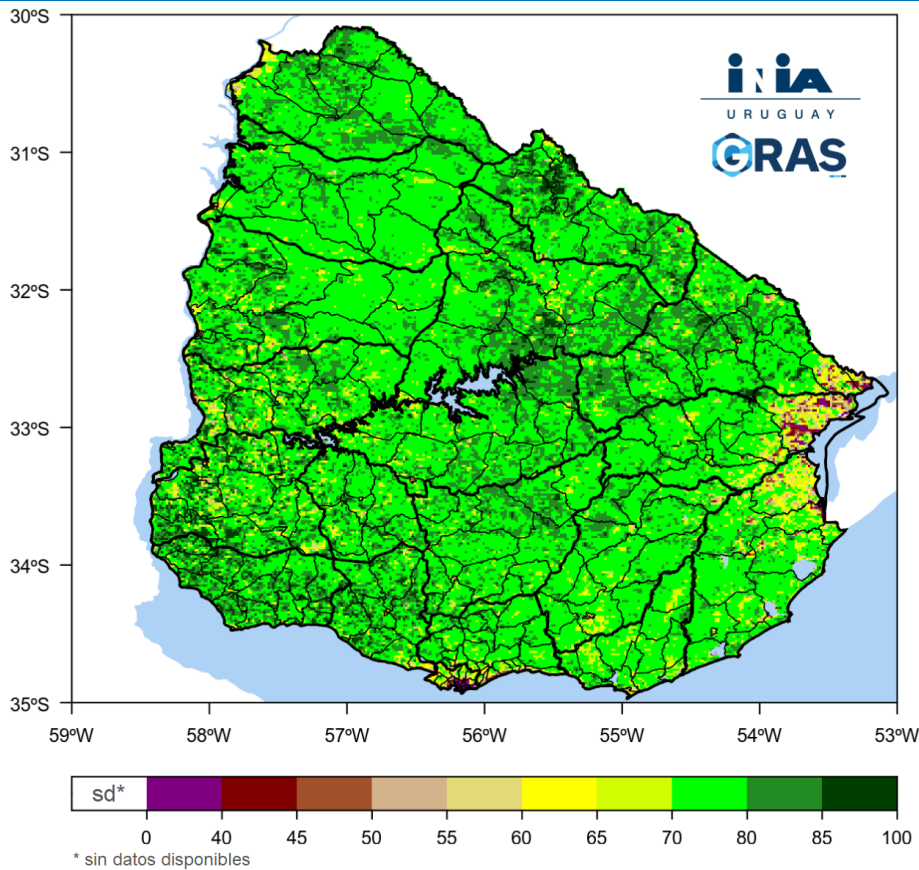 30ºS
31ºS
32ºS
33ºS
34ºS
35ºS
59ºW 58ºW 57ºW 56ºW 55ºW 54ºW 53ºW
INIA
URUGUAY
GRAS
sd*
0 40 45 50 55 60 65 70 80 85 100
* sin datos disponibles